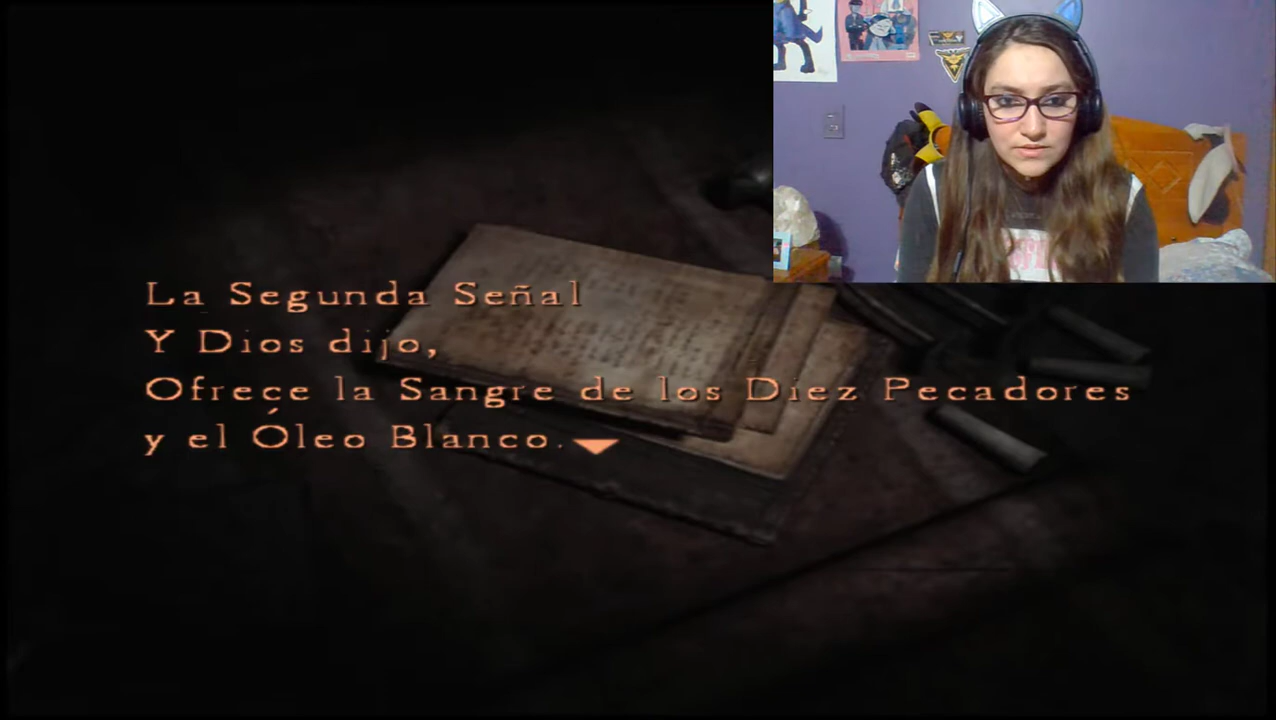 La Segunda Señal
Y Dios dijo,
Ofrece la Sangre de los Diez Pecadores
y el Óleo Blanco.